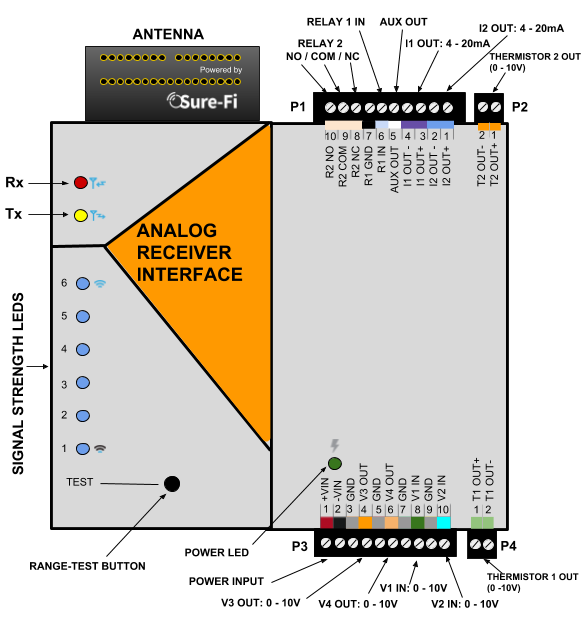 ANTENNA
Powered by
Sure-Fi
RELAY 1 IN
AUX OUT
I2 OUT: 4 - 20mA
RELAY 2
NO / COM / NC
I1 OUT: 4 - 20mA
THERMISTOR 2 OUT
(0 - 10V)
P1
P2
10 9 8 7 6 5 4 3 2 1
R2 NO
R2 COM
R2 NC
R1 GND
R1 IN
AUX OUT
I1 OUT -
I1 OUT+
I2 OUT -
I2 OUT+
2 1
T2 OUT-
T2 OUT+
Rx
Tx
ANALOG
RECEIVER
INTERFACE
SIGNAL STRENGTH LEDS
6
5
4
3
2
1
TEST
RANGE-TEST BUTTON
POWER LED
+VIN
-VIN
GND
V3 OUT
GND
V4 OUT
GND
V1 IN
GND
V2 IN
1 2 3 4 5 6 7 8 9 10
T1 OUT+
T1 OUT-
1 2
P3
P4
POWER INPUT
V3 OUT: 0 - 10V
V4 OUT: 0 - 10V
V1 IN: 0 - 10V
V2 IN: 0 - 10V
THERMISTOR 1 OUT
(0 -10V)